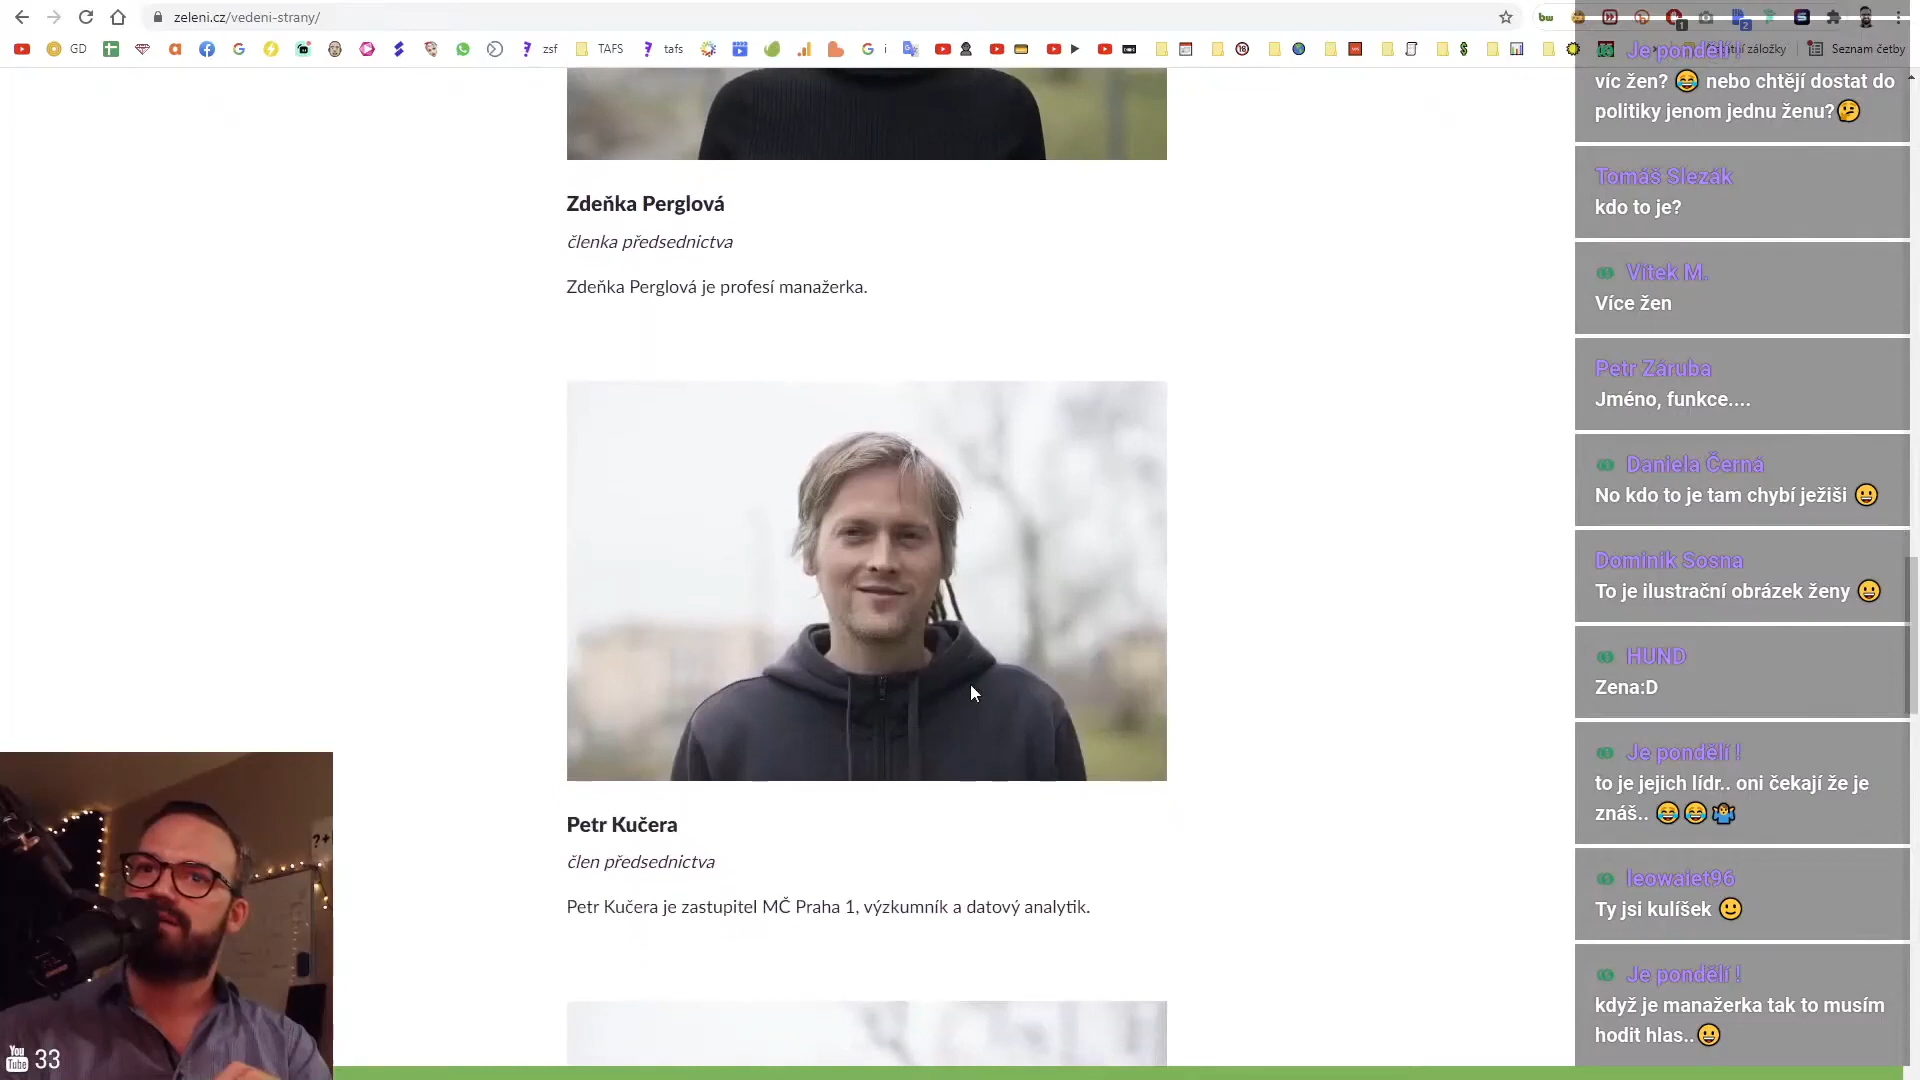 zeleni.cz/vedeni-strany/
GD
zsf
TAFS
tafs
i
Seznam četby
Zdeňka Perglová
členka předsednictva
Zdeňka Perglová je profesí manažerka.
Petr Kučera
člen předsednictva
Petr Kučera je zastupitel MČ Praha 1, výzkumník a datový analytik.
Je pondělí !
víc žen? 😂 nebo chtějí dostat do
politiky jenom jednu ženu?🤔
Tomáš Slezák
kdo to je?
Vítek M.
Více žen
Petr Záruba
Jméno, funkce....
Daniela Černá
No kdo to je tam chybí ježiši 😀
Dominik Sosna
To je ilustrační obrázek ženy 😀
HUND
Zena:D
Je pondělí !
to je jejich lídr.. oni čekají že je
znáš.. 😂😂🤷
leowaiet96
Ty jsi kulíšek 🙂
Je pondělí !
když je manažerka tak to musím
hodit hlas..😀
You
Tube 33